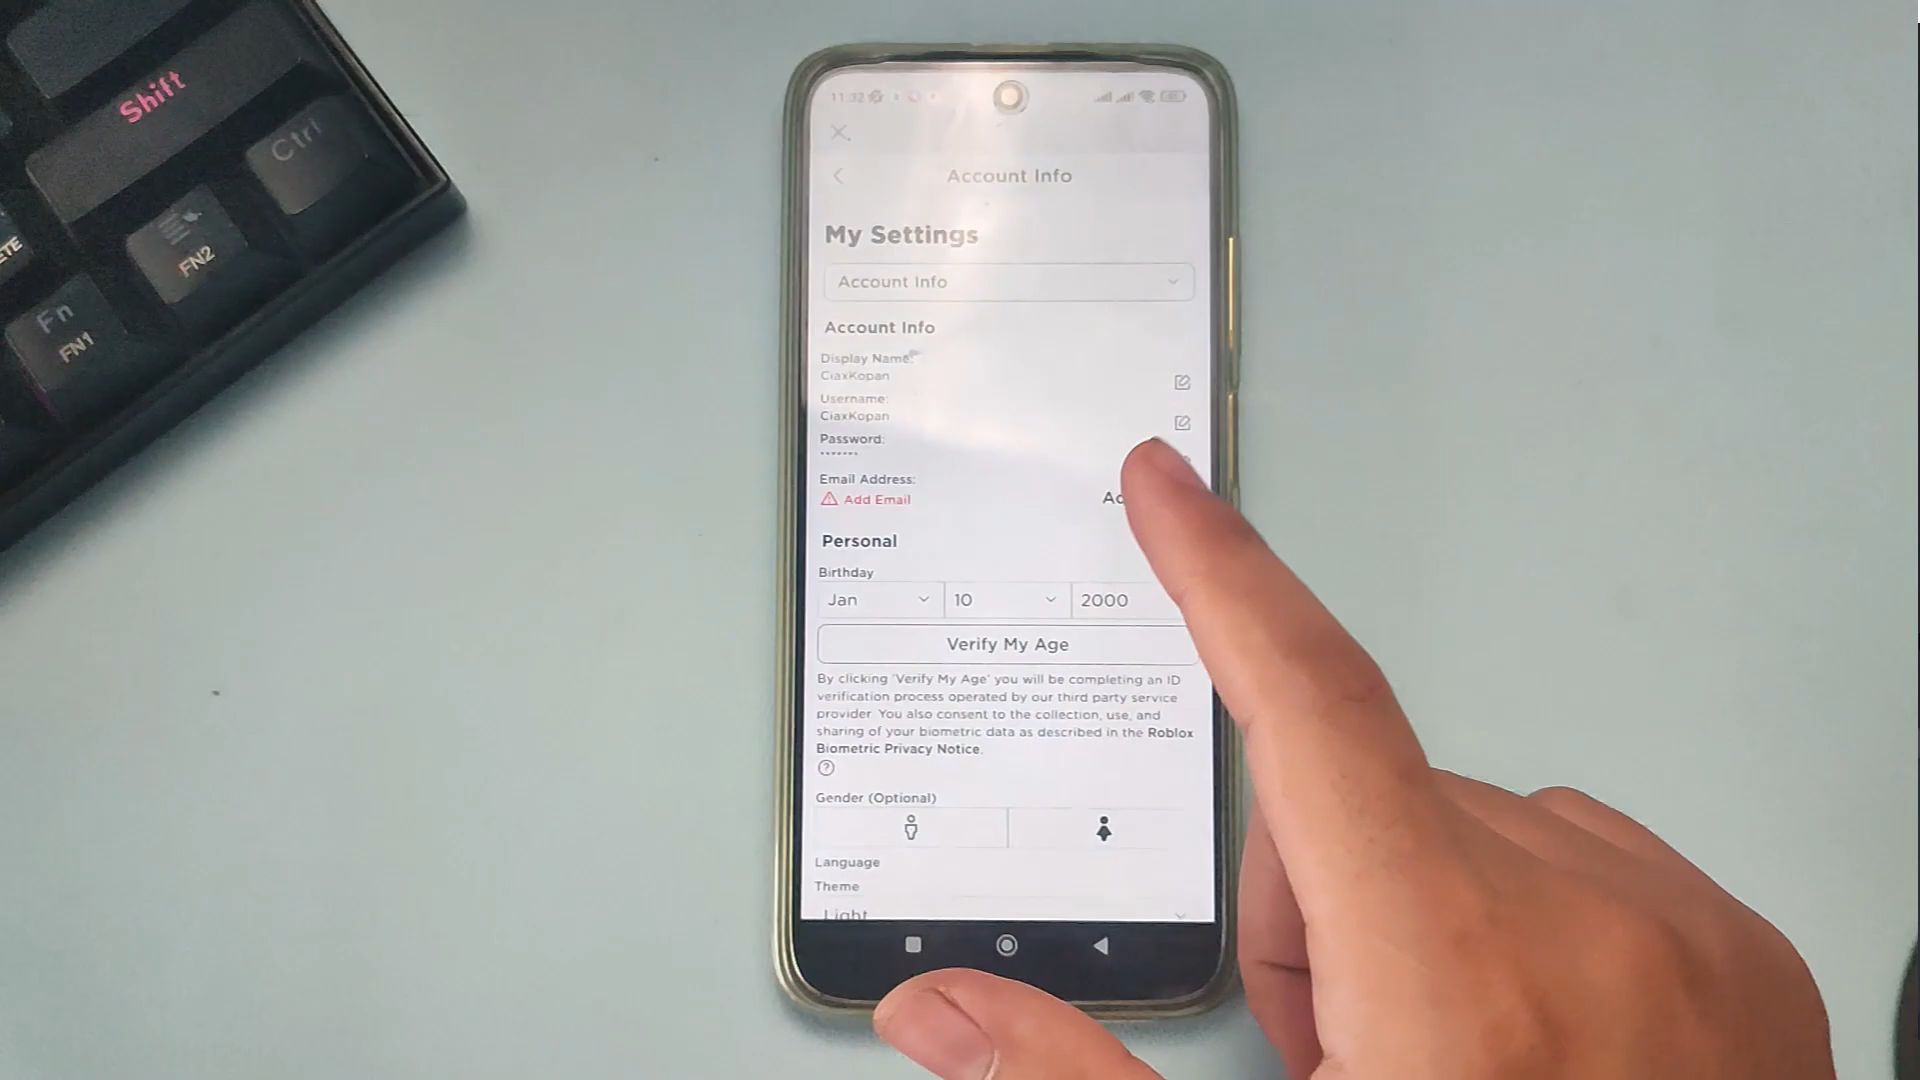 Shift
Ctrl
FN2
Fn
FN1
11:32
Account Info
My Settings
Account Info
Account Info
Display Name:
CiaxKopan
Username:
CiaxKopan
Password:
•••••••
Email Address:
Add Email
Personal
Birthday
Jan 10 2000
Verify My Age
By clicking 'Verify My Age' you will be completing an ID
verification process operated by our third party service
provider. You also consent to the collection, use, and
sharing of your biometric data as described in the Roblox
Biometric Privacy Notice.
Gender (Optional)
Language
Theme
Light